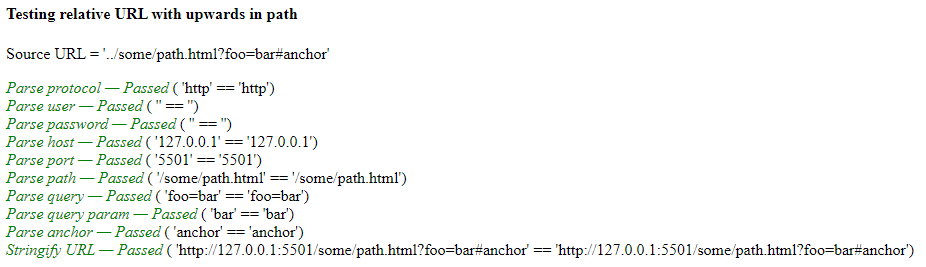 Testing relative URL with upwards in path
Source URL = '../some/path.html?foo=bar#anchor'
Parse protocol — Passed ( 'http' == 'http')
Parse user — Passed ( '' == '')
Parse password — Passed ( '' == '')
Parse host — Passed ( '127.0.0.1' == '127.0.0.1')
Parse port — Passed ( '5501' == '5501')
Parse path — Passed ( '/some/path.html' == '/some/path.html')
Parse query — Passed ( 'foo=bar' == 'foo=bar')
Parse query param — Passed ( 'bar' == 'bar')
Parse anchor — Passed ( 'anchor' == 'anchor')
Stringify URL — Passed ( 'http://127.0.0.1:5501/some/path.html?foo=bar#anchor' == 'http://127.0.0.1:5501/some/path.html?foo=bar#anchor')